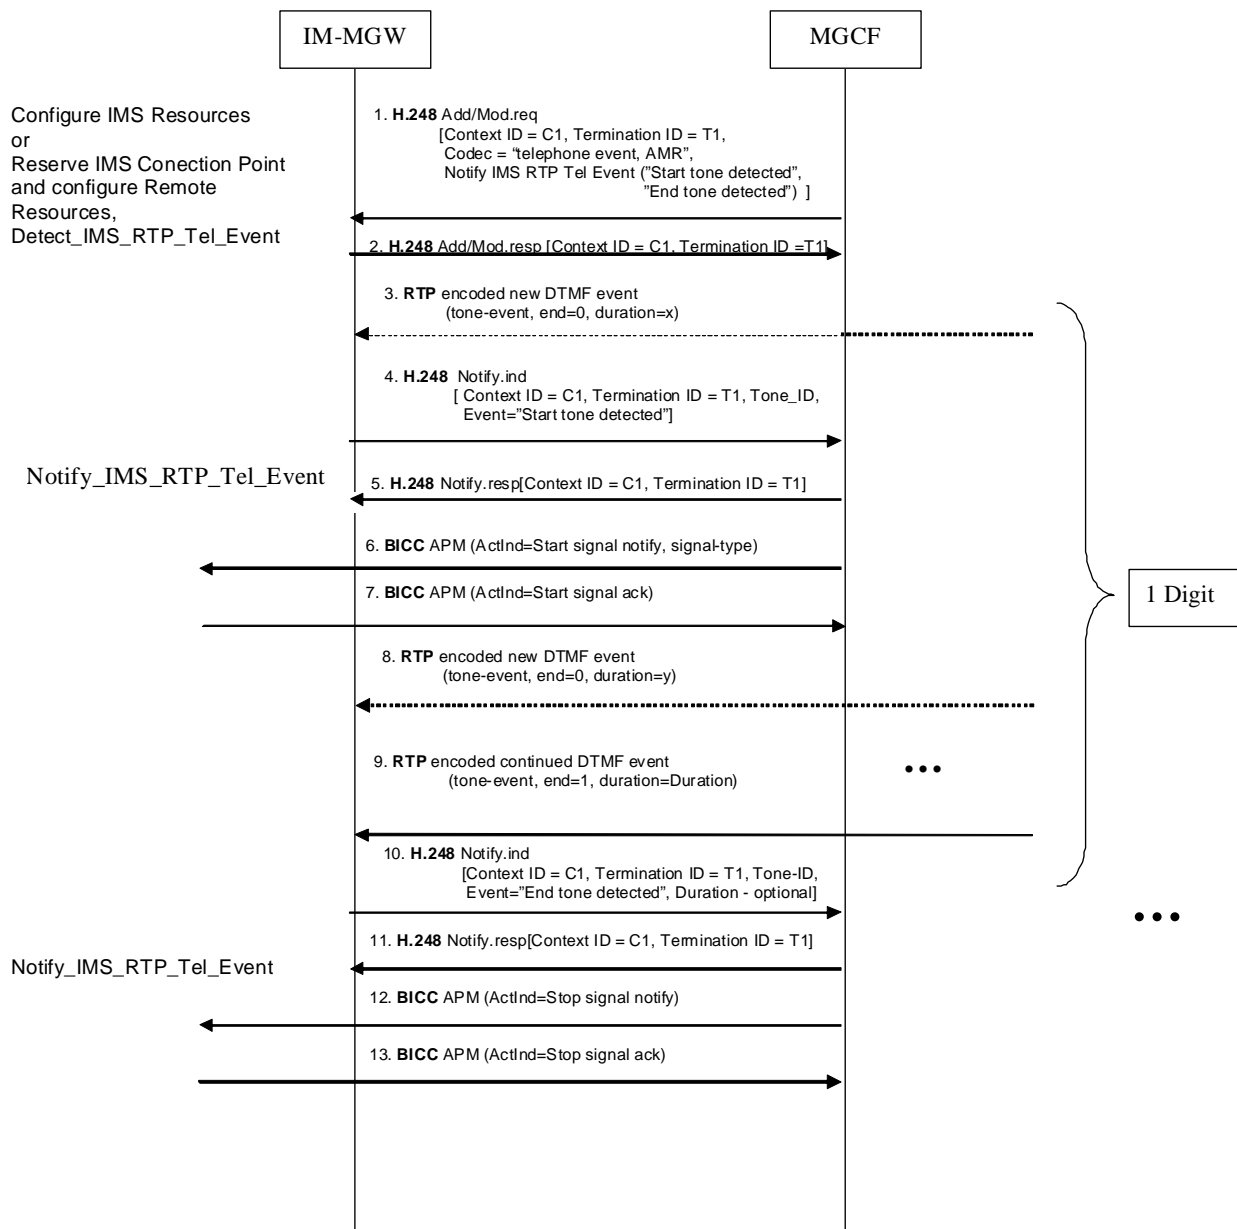 IM-MGW
MGCF
Configure IMS Resources
or
Reserve IMS Conection Point
and configure Remote
Resources,
Detect_IMS_RTP_Tel_Event
1. H.248 Add/Mod.req
[Context ID = C1, Termination ID = T1,
Codec = “telephone event, AMR”,
Notify IMS RTP Tel Event (”Start tone detected”,
”End tone detected”) ]
2. H.248 Add/Mod.resp [Context ID = C1, Termination ID =T1]
3. RTP encoded new DTMF event
(tone-event, end=0, duration=x)
4. H.248 Notify.ind
[ Context ID = C1, Termination ID = T1, Tone_ID,
Event=”Start tone detected”]
Notify_IMS_RTP_Tel_Event
5. H.248 Notify.resp[Context ID = C1, Termination ID = T1]
6. BICC APM (ActInd=Start signal notify, signal-type)
7. BICC APM (ActInd=Start signal ack)
1 Digit
8. RTP encoded new DTMF event
(tone-event, end=0, duration=y)
9. RTP encoded continued DTMF event
(tone-event, end=1, duration=Duration)
10. H.248 Notify.ind
[Context ID = C1, Termination ID = T1, Tone-ID,
Event=”End tone detected”, Duration - optional]
11. H.248 Notify.resp[Context ID = C1, Termination ID = T1]
Notify_IMS_RTP_Tel_Event
12. BICC APM (ActInd=Stop signal notify)
13. BICC APM (ActInd=Stop signal ack)